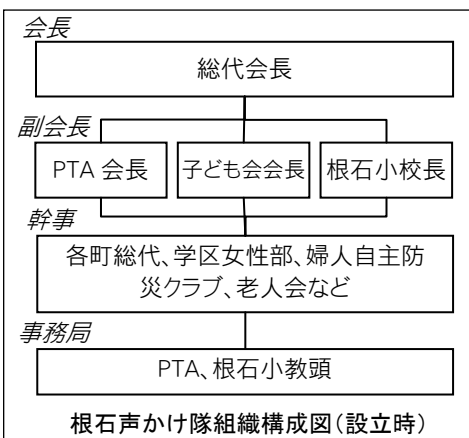 会長
総代会長
副会長
PTA 会長
子ども会会長
根石小校長
幹事
各町総代、学区女性部、婦人自主防
災クラブ、老人会など
事務局
PTA、根石小教頭
根石声かけ隊組織構成図(設立時)